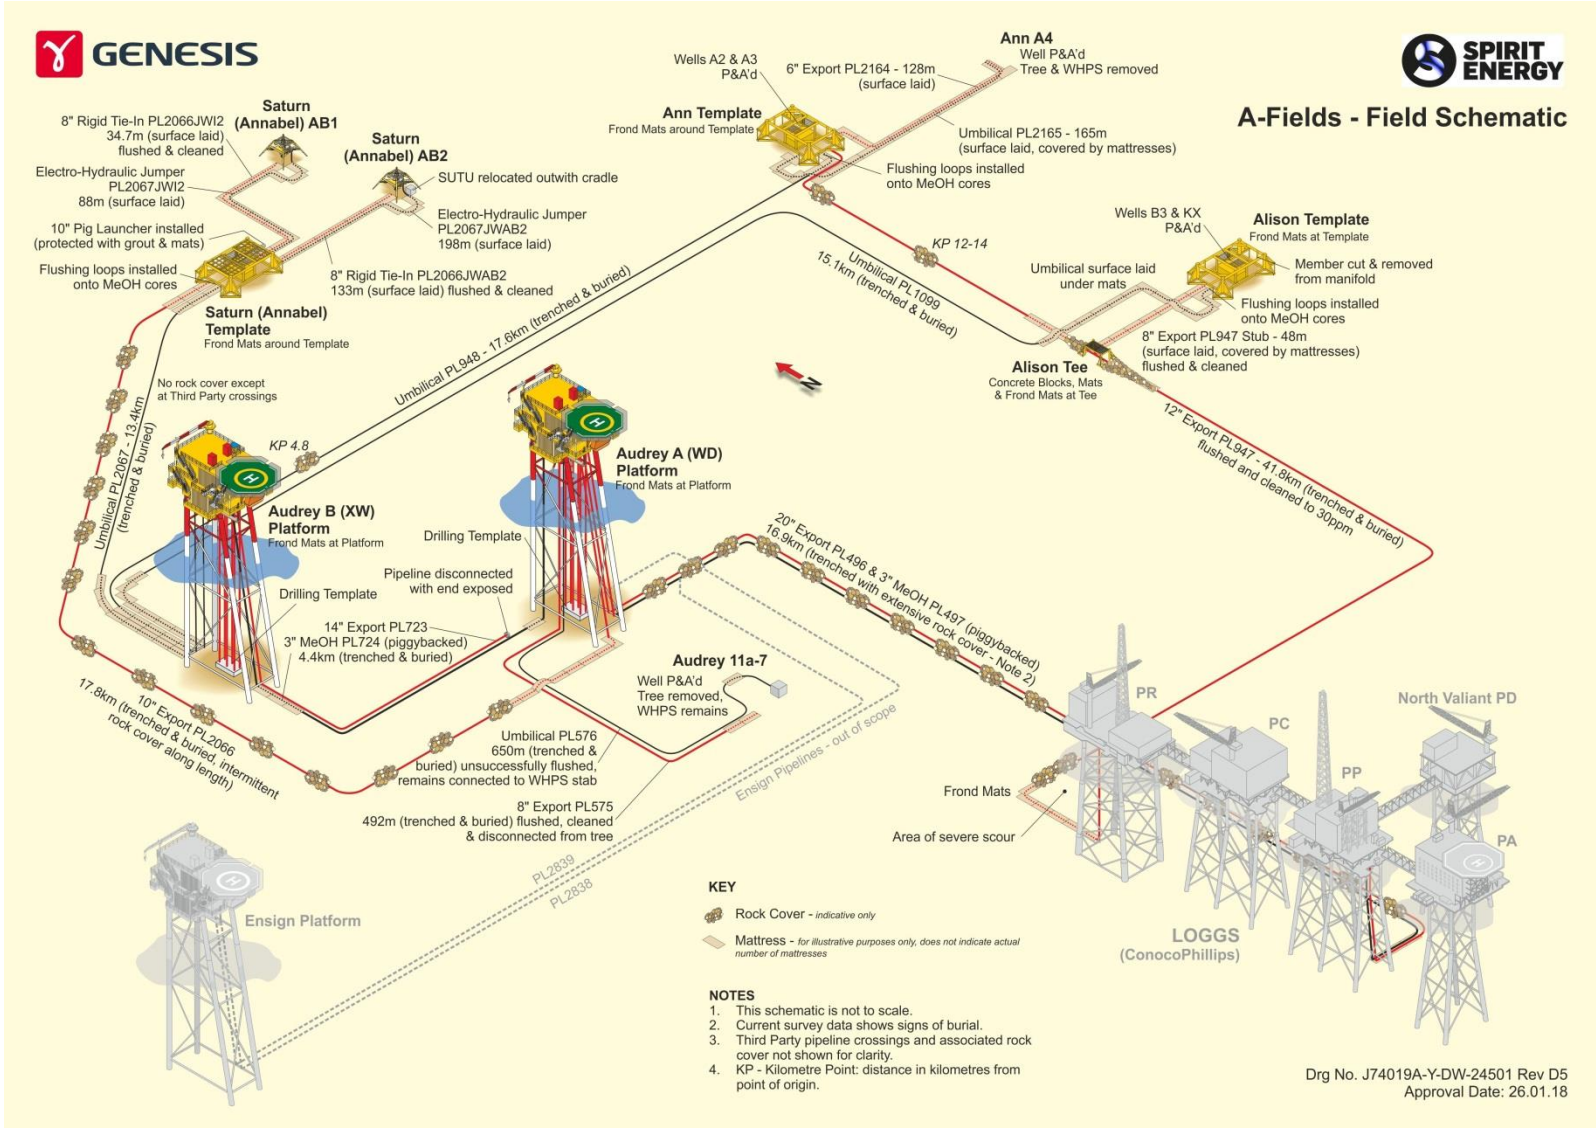 GENESIS
SPIRIT
ENERGY
A-Fields - Field Schematic
Ann A4
Well P&A'd
Tree & WHPS removed
Wells A2 & A3
P&A'd
6" Export PL2164 - 128m
(surface laid)
Ann Template
Frond Mats around Template
Umbilical PL2165 - 165m
(surface laid, covered by mattresses)
Flushing loops installed
onto MeOH cores
Saturn
(Annabel) AB1
8" Rigid Tie-In PL2066JWI2
34.7m (surface laid)
flushed & cleaned
Saturn
(Annabel) AB2
SUTU relocated outwith cradle
Electro-Hydraulic Jumper
PL2067JWI2
88m (surface laid)
Electro-Hydraulic Jumper
PL2067JWAB2
198m (surface laid)
10" Pig Launcher installed
(protected with grout & mats)
Flushing loops installed
onto MeOH cores
8" Rigid Tie-In PL2066JWAB2
133m (surface laid) flushed & cleaned
Saturn (Annabel)
Template
Frond Mats around Template
Wells B3 & KX
P&A'd
Alison Template
Frond Mats at Template
KP 12-14
Umbilical surface laid
under mats
Member cut & removed
from manifold
Flushing loops installed
onto MeOH cores
Umbilical PL1099
15.1km (trenched & buried)
8" Export PL947 Stub - 48m
(surface laid, covered by mattresses)
flushed & cleaned
Alison Tee
Concrete Blocks, Mats
& Frond Mats at Tee
Umbilical PL948 - 17.6km (trenched & buried)
N
No rock cover except
at Third Party crossings
Umbilical PL2067 - 13.4km
(trenched & buried)
KP 4.8
12" Export PL947 - 41.8km (trenched & buried)
flushed and cleaned to 30ppm
H
H
Audrey A (WD)
Platform
Frond Mats at Platform
Audrey B (XW)
Platform
Frond Mats at Platform
Drilling Template
20" Export PL496 & 3" MeOH PL497 (piggybacked)
16.9km (trenched with extensive rock cover - Note 2)
Pipeline disconnected
with end exposed
Drilling Template
14" Export PL723
3" MeOH PL724 (piggybacked)
4.4km (trenched & buried)
Audrey 11a-7
Well P&A'd
Tree removed,
WHPS remains
10" Export PL2066
17.8km (trenched & buried, intermittent
rock cover along length)
Umbilical PL576
650m (trenched &
buried) unsuccessfully flushed,
remains connected to WHPS stab
8" Export PL575
492m (trenched & buried) flushed, cleaned
& disconnected from tree
Ensign Pipelines - out of scope
PR
PC
North Valiant PD
PP
PA
H
Frond Mats
Area of severe scour
PL2839
PL2838
H
Ensign Platform
LOGGS
(ConocoPhillips)
KEY
Rock Cover - indicative only
Mattress - for illustrative purposes only, does not indicate actual
number of mattresses
NOTES
1. This schematic is not to scale.
2. Current survey data shows signs of burial.
3. Third Party pipeline crossings and associated rock
cover not shown for clarity.
4. KP - Kilometre Point: distance in kilometres from
point of origin.
Drg No. J74019A-Y-DW-24501 Rev D5
Approval Date: 26.01.18